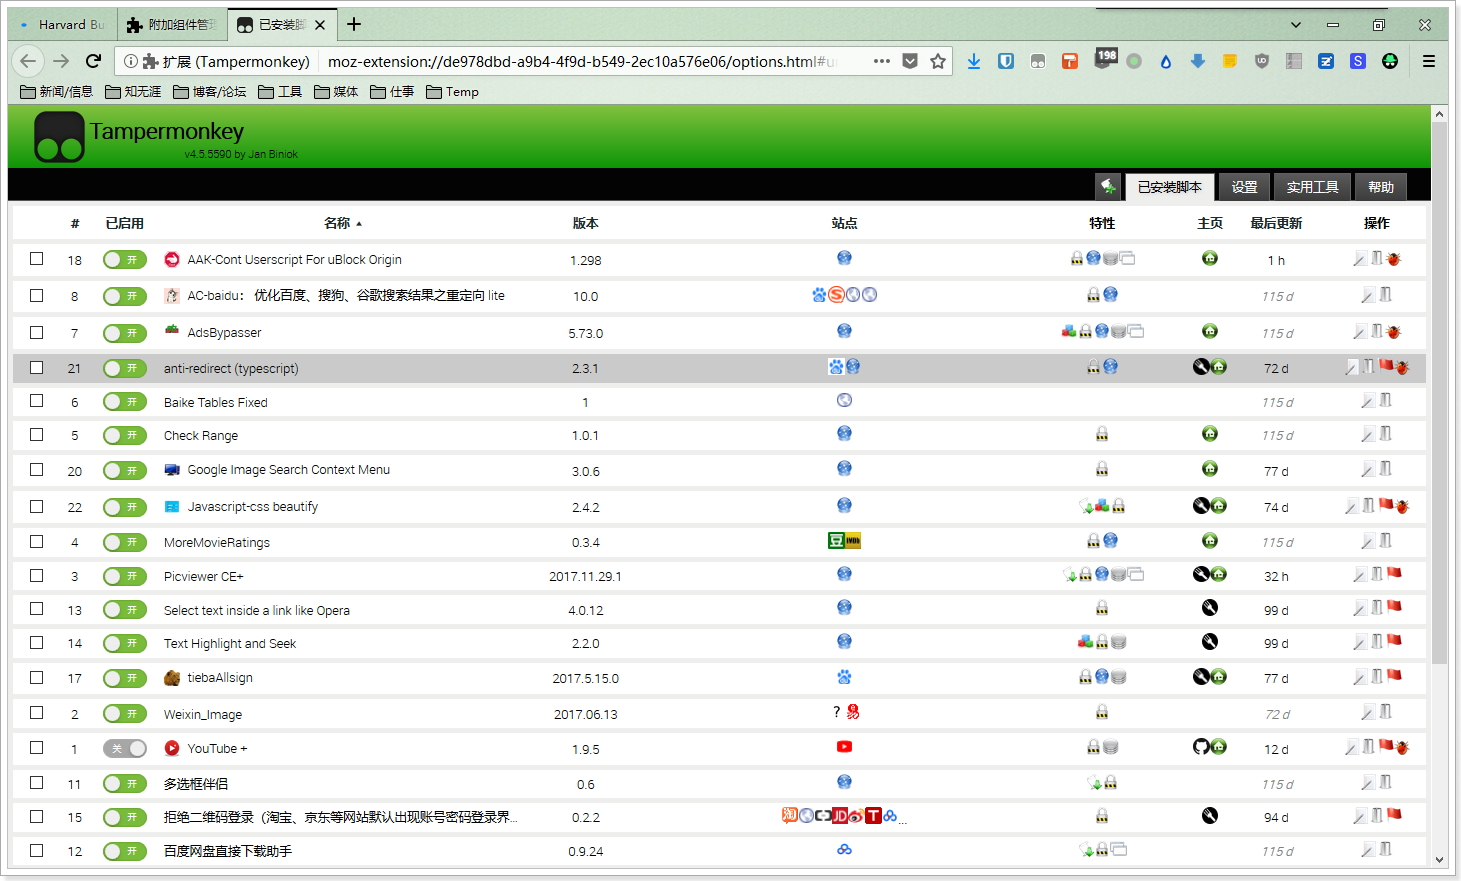 Harvard Bu
附加组件管理
已安装脚
扩展 (Tampermonkey)
moz-extension://de978dbd-a9b4-4f9d-b549-2ec10a576e06/options.html#u
198
新闻/信息 知无涯 博客/论坛 工具 媒体 仕事 Temp
Tampermonkey
v4.5.5590 by Jan Biniok
已安装脚本 设置 实用工具 帮助
# 已启用 名称 版本 站点 特性 主页 最后更新 操作
18 开 AAK-Cont Userscript For uBlock Origin 1.298 1 h
8 开 AC-baidu: 优化百度、搜狗、谷歌搜索结果之重定向 lite 10.0 115 d
7 开 AdsBypasser 5.73.0 115 d
21 开 anti-redirect (typescript) 2.3.1 72 d
6 开 Baike Tables Fixed 1 115 d
5 开 Check Range 1.0.1 115 d
20 开 Google Image Search Context Menu 3.0.6 77 d
22 开 Javascript-css beautify 2.4.2 74 d
4 开 MoreMovieRatings 0.3.4 豆 IMDb 115 d
3 开 Picviewer CE+ 2017.11.29.1 32 h
13 开 Select text inside a link like Opera 4.0.12 99 d
14 开 Text Highlight and Seek 2.2.0 99 d
17 开 tiebaAllsign 2017.5.15.0 77 d
2 开 Weixin_Image 2017.06.13 ? 72 d
1 关 YouTube + 1.9.5 12 d
11 开 多选框伴侣 0.6 115 d
15 开 拒绝二维码登录（淘宝、京东等网站默认出现账号密码登录界... 0.2.2 淘 JD T ... 94 d
12 开 百度网盘直接下载助手 0.9.24 115 d